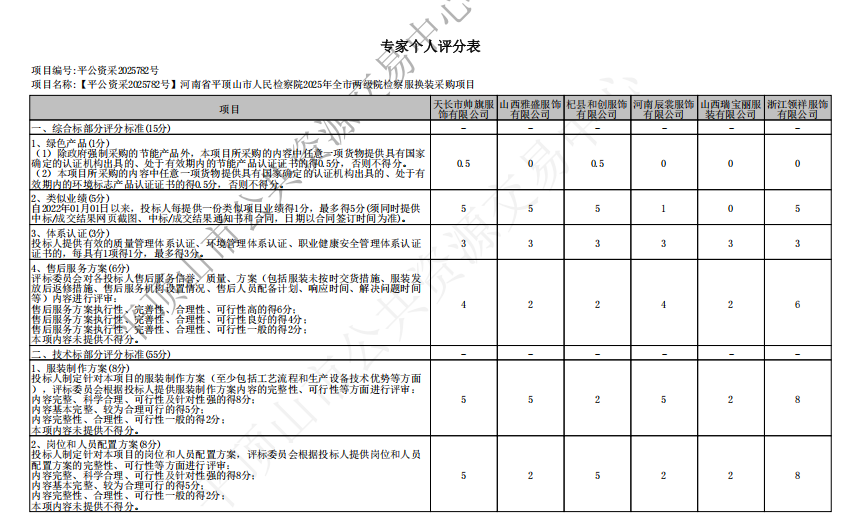 专家个人评分表
项目编号:平公资采2025782号
项目名称:【平公资采2025782号】河南省平顶山市人民检察院2025年全市两级院检察服换装采购项目
项目 天长市帅旗服饰有限公司 山西雅盛服饰有限公司 杞县和创服饰有限公司 河南辰裳服饰有限公司 山西瑞宝丽服装有限公司 浙江领祥服饰有限公司
一、综合标部分评分标准(15分) – – – – – –
1、绿色产品(1分)
（1）除政府强制采购的节能产品外，本项目所采购的内容中任意一项货物提供具有国家
确定的认证机构出具的、处于有效期内的节能产品认证证书的得0.5分，否则不得分。
（2）本项目所采购的内容中任意一项货物提供具有国家确定的认证机构出具的、处于有
效期内的环境标志产品认证证书的得0.5分，否则不得分。
0.5 0 0.5 0 0 0
2、类似业绩(5分)
自2022年01月01日以来，投标人每提供一份类似项目业绩得1分，最多得5分(须同时提供
中标/成交结果网页截图、中标/成交结果通知书和合同，日期以合同签订时间为准)。
5 5 5 1 0 5
3、体系认证(3分)
投标人提供有效的质量管理体系认证、环境管理体系认证、职业健康安全管理体系认证
证书的，每具有1项得1分，最多得3分。
3 3 3 3 3 3
4、售后服务方案(6分)
评标委员会对各投标人售后服务信誉、质量、方案（包括服装未按时交货措施、服装发
放后返修措施、售后服务机构设置情况、售后人员配备计划、响应时间、解决问题时间
等）内容进行评审：
售后服务方案执行性、完善性、合理性、可行性高的得6分；
售后服务方案执行性、完善性、合理性、可行性良好的得4分；
售后服务方案执行性、完善性、合理性、可行性一般的得2分；
本项内容未提供不得分。
4 2 2 4 2 6
二、技术标部分评分标准(55分) – – – – – –
1、服装制作方案(8分)
投标人制定针对本项目的服装制作方案（至少包括工艺流程和生产设备技术优势等方面
），评标委员会根据投标人提供服装制作方案内容的完整性、可行性等方面进行评审：
内容完整、科学合理、可行性及针对性强的得8分；
内容基本完整、较为合理可行的得5分；
内容完整性、合理性、可行性一般的得2分；
本项内容未提供不得分。
5 5 2 5 2 8
2、岗位和人员配置方案(8分)
投标人制定针对本项目的岗位和人员配置方案，评标委员会根据投标人提供岗位和人员
配置方案的完整性、可行性等方面进行评审：
内容完整、科学合理、可行性及针对性强的得8分；
内容基本完整、较为合理可行的得5分；
内容完整性、合理性、可行性一般的得2分；
本项内容未提供不得分。
5 2 5 2 2 8
平顶山市公共资源交易中心
平顶山市公共资源交易中心